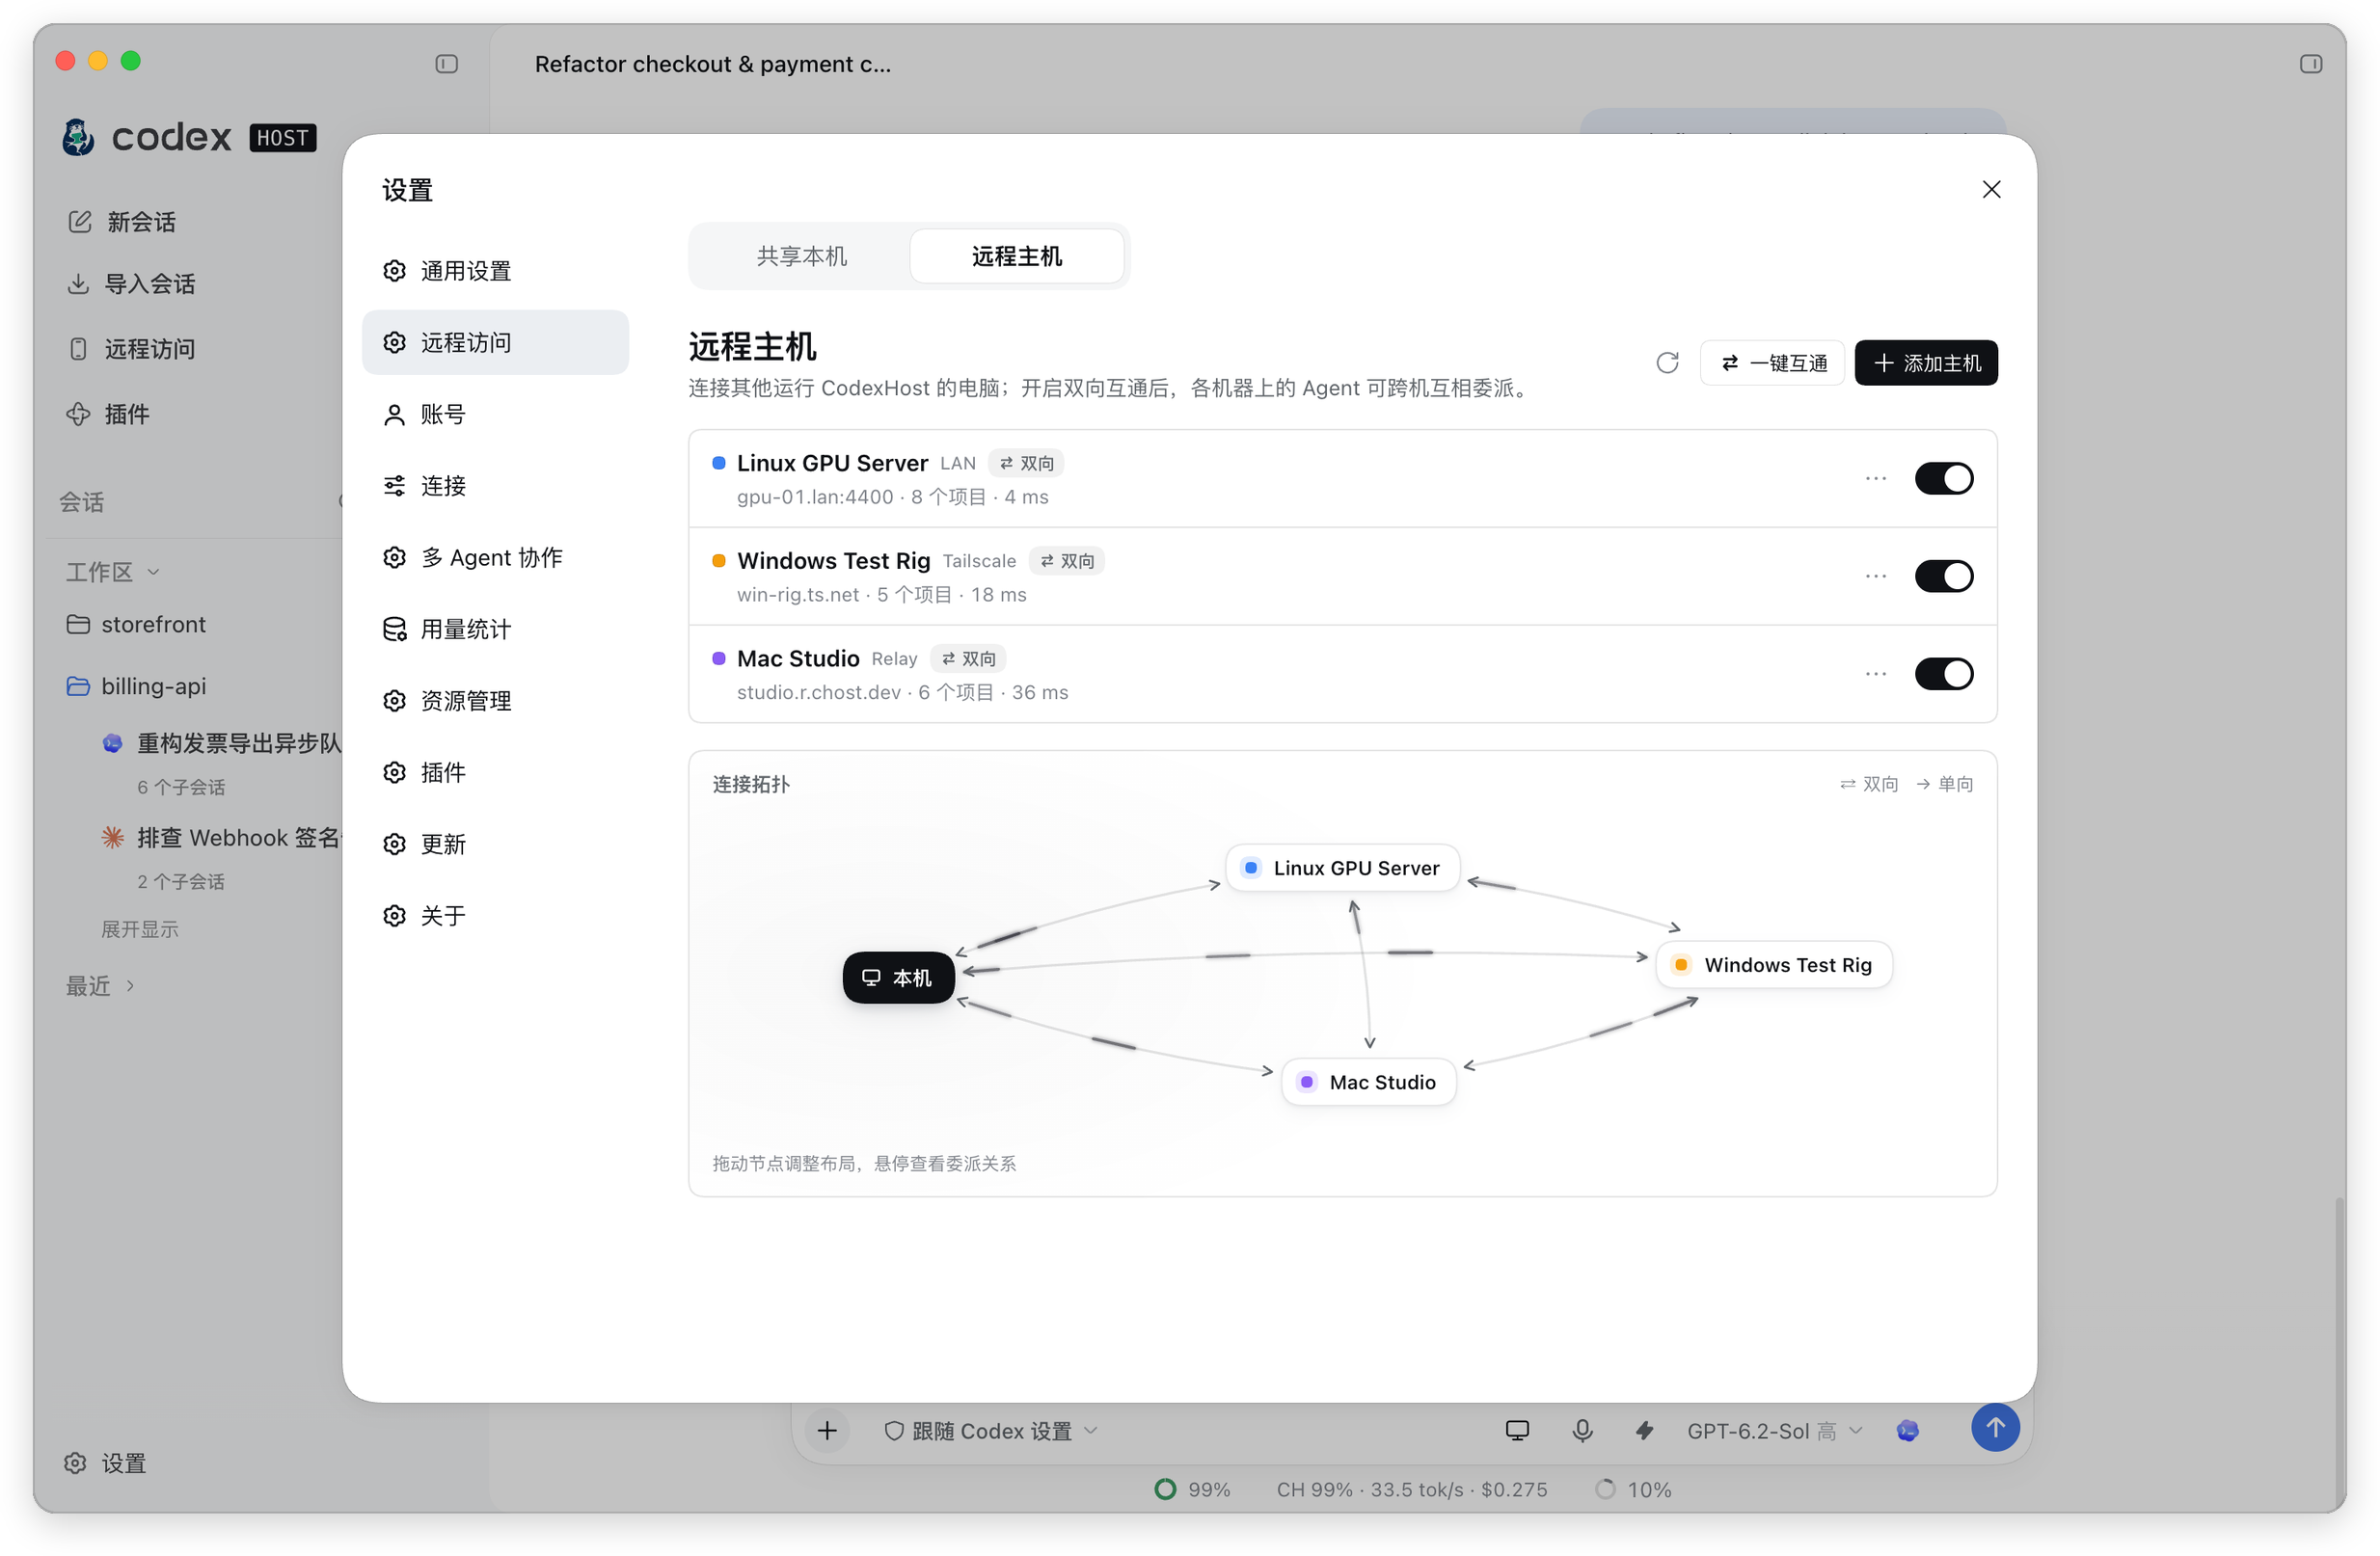 Refactor checkout & payment c...
codex HOST
新会话
导入会话
远程访问
插件
会话
工作区
storefront
billing-api
重构发票导出异步队
6 个子会话
排查 Webhook 签名
2 个子会话
展开显示
最近
设置
设置
通用设置
远程访问
账号
连接
多 Agent 协作
用量统计
资源管理
插件
更新
关于
共享本机
远程主机
远程主机
连接其他运行 CodexHost 的电脑；开启双向互通后，各机器上的 Agent 可跨机互相委派。
一键互通
添加主机
Linux GPU Server LAN 双向
gpu-01.lan:4400 · 8 个项目 · 4 ms
Windows Test Rig Tailscale 双向
win-rig.ts.net · 5 个项目 · 18 ms
Mac Studio Relay 双向
studio.r.chost.dev · 6 个项目 · 36 ms
连接拓扑
双向 单向
Linux GPU Server
Windows Test Rig
本机
Mac Studio
拖动节点调整布局，悬停查看委派关系
跟随 Codex 设置
GPT-6.2-Sol 高
99%
CH 99% · 33.5 tok/s · $0.275
10%